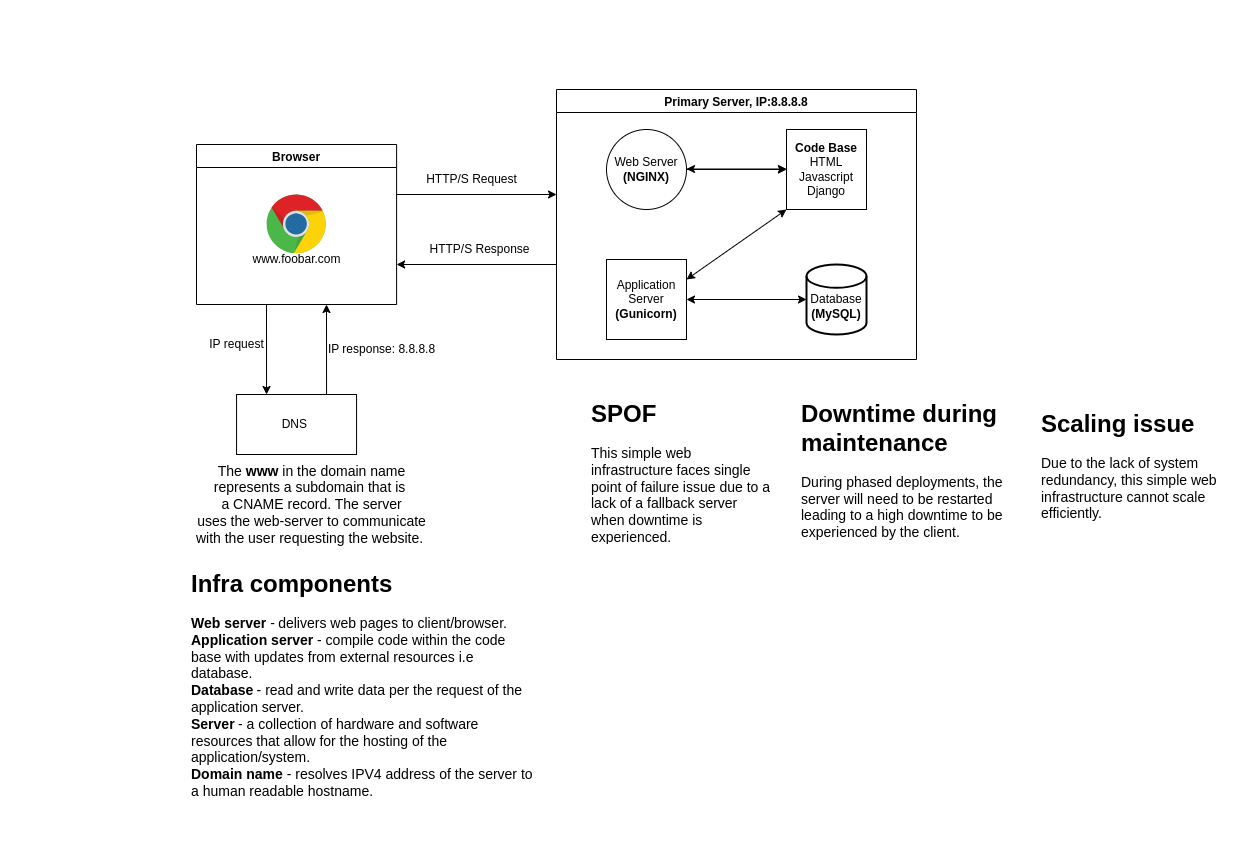 Primary Server, IP:8.8.8.8
Browser
www.foobar.com
HTTP/S Request
HTTP/S Response
Web Server
(NGINX)
Code Base
HTML
Javascript
Django
Application
Server
(Gunicorn)
Database
(MySQL)
IP request
IP response: 8.8.8.8
DNS
The www in the domain name
represents a subdomain that is
a CNAME record. The server
uses the web-server to communicate
with the user requesting the website.
SPOF
This simple web
infrastructure faces single
point of failure issue due to a
lack of a fallback server
when downtime is
experienced.
Downtime during
maintenance
During phased deployments, the
server will need to be restarted
leading to a high downtime to be
experienced by the client.
Scaling issue
Due to the lack of system
redundancy, this simple web
infrastructure cannot scale
efficiently.
Infra components
Web server - delivers web pages to client/browser.
Application server - compile code within the code
base with updates from external resources i.e
database.
Database - read and write data per the request of the
application server.
Server - a collection of hardware and software
resources that allow for the hosting of the
application/system.
Domain name - resolves IPV4 address of the server to
a human readable hostname.